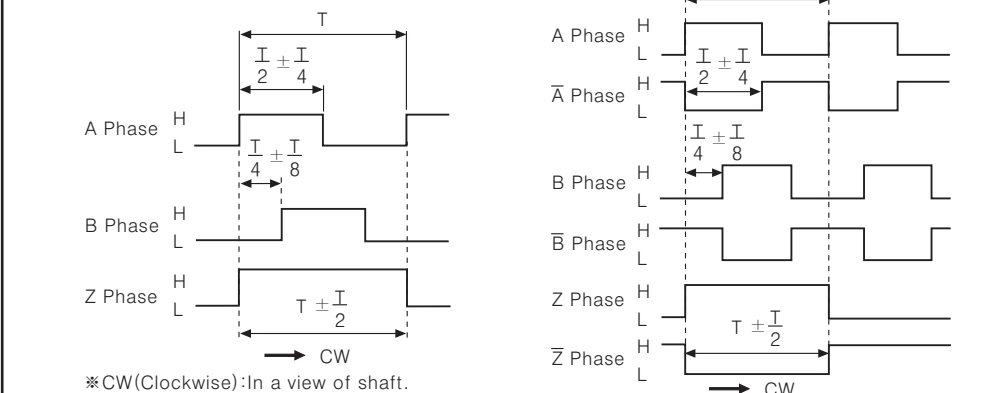 T
T/2 ± T/4
A Phase H
L
T/4 ± T/8
B Phase H
L
Z Phase H
L
T ± T/2
CW
※CW(Clockwise):In a view of shaft.
A Phase H
L
T/2 ± T/4
A̅ Phase H
L
T/4 ± T/8
B Phase H
L
B̅ Phase H
L
Z Phase H
L
T ± T/2
Z̅ Phase H
L
CW